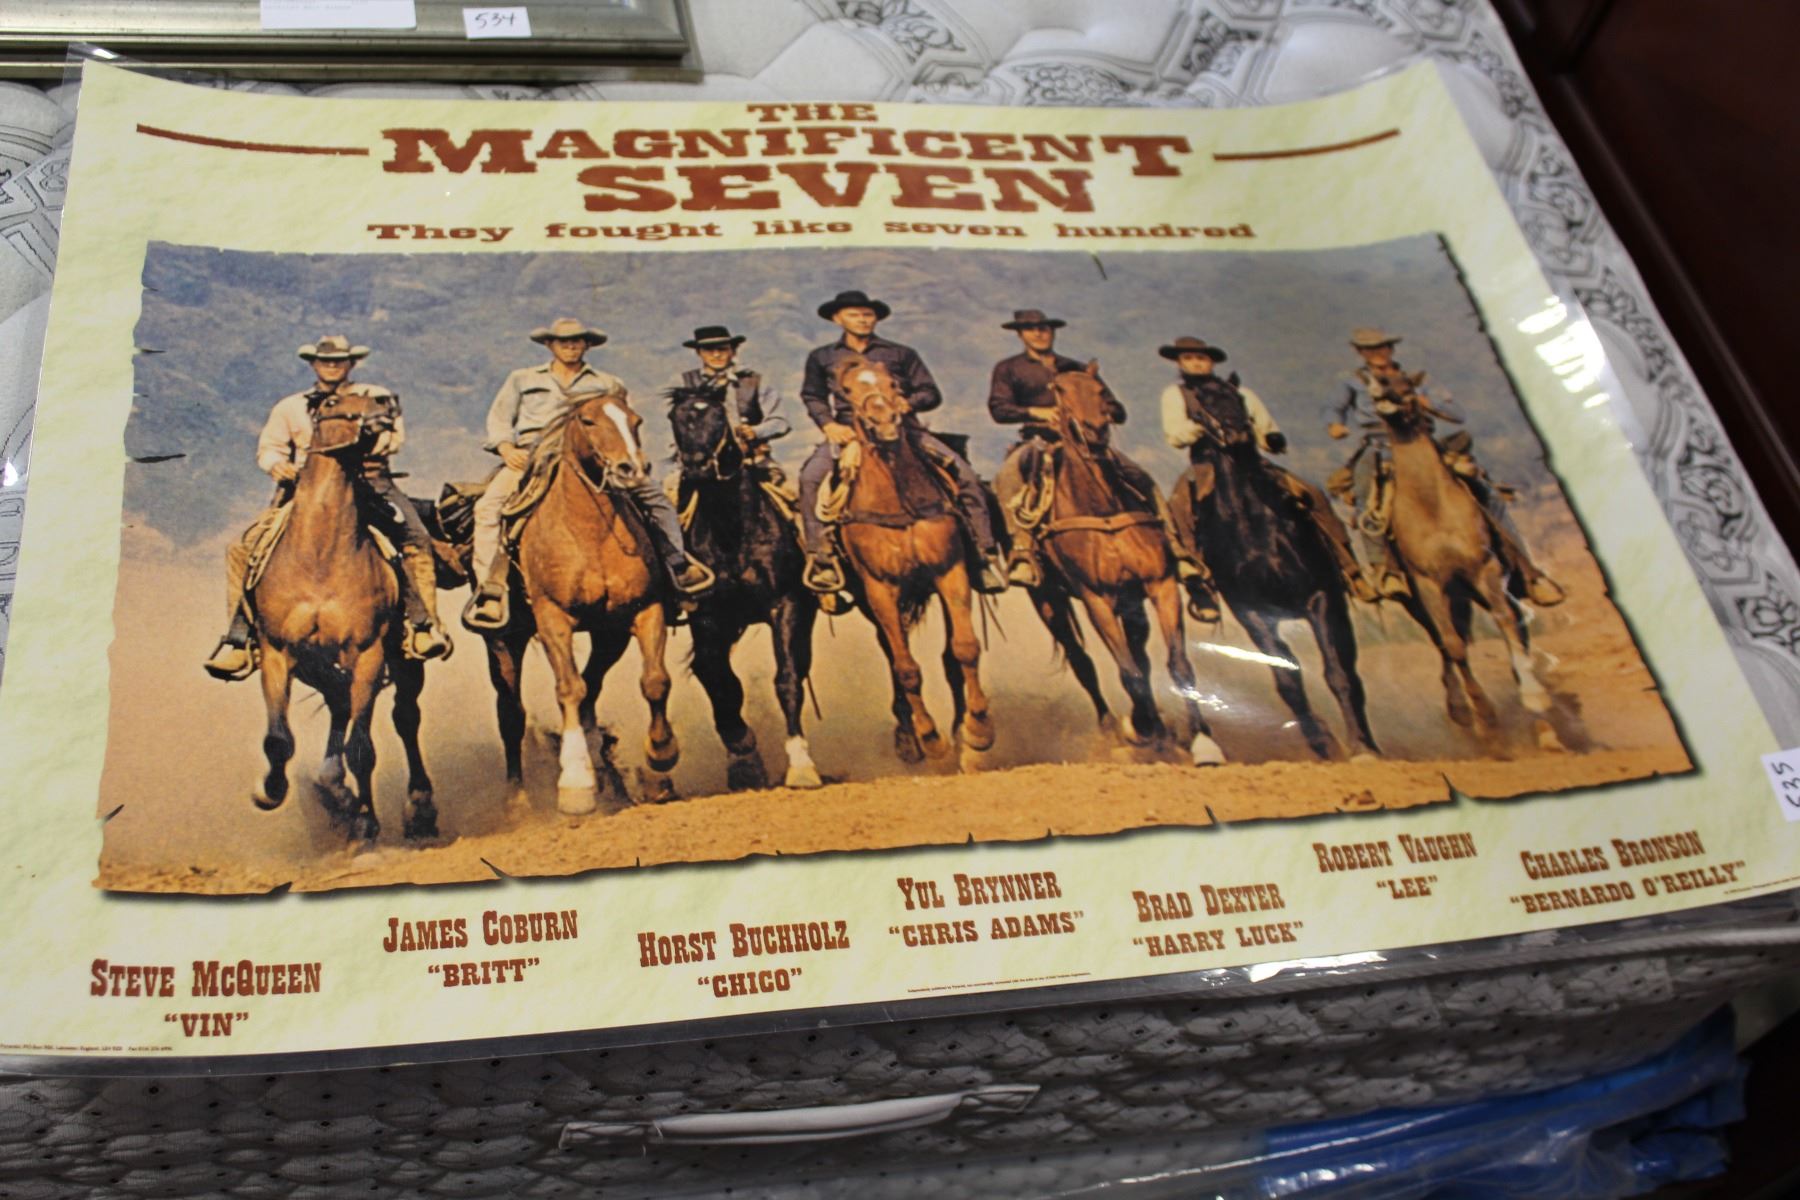 534
THE
MAGNIFICENT
SEVEN
They fought like seven hundred
535
STEVE McQUEEN
"VIN"
JAMES COBURN
"BRITT"
HORST BUCHHOLZ
"CHICO"
YUL BRYNNER
"CHRIS ADAMS"
BRAD DEXTER
"HARRY LUCK"
ROBERT VAUGHN
"LEE"
CHARLES BRONSON
"BERNARDO O'REILLY"